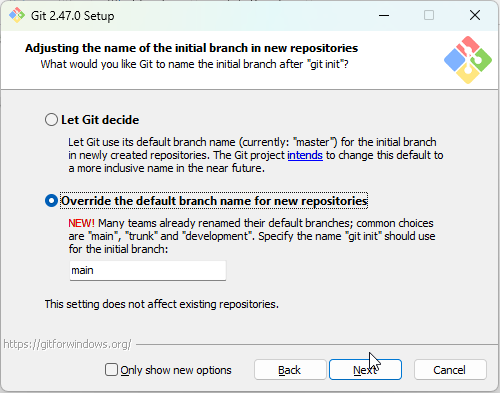 Git 2.47.0 Setup
Adjusting the name of the initial branch in new repositories
What would you like Git to name the initial branch after "git init"?
Let Git decide
Let Git use its default branch name (currently: "master") for the initial branch
in newly created repositories. The Git project intends to change this default to
a more inclusive name in the near future.
Override the default branch name for new repositories
NEW! Many teams already renamed their default branches; common choices
are "main", "trunk" and "development". Specify the name "git init" should use
for the initial branch:
main
This setting does not affect existing repositories.
https://gitforwindows.org/
Only show new options
Back
Next
Cancel